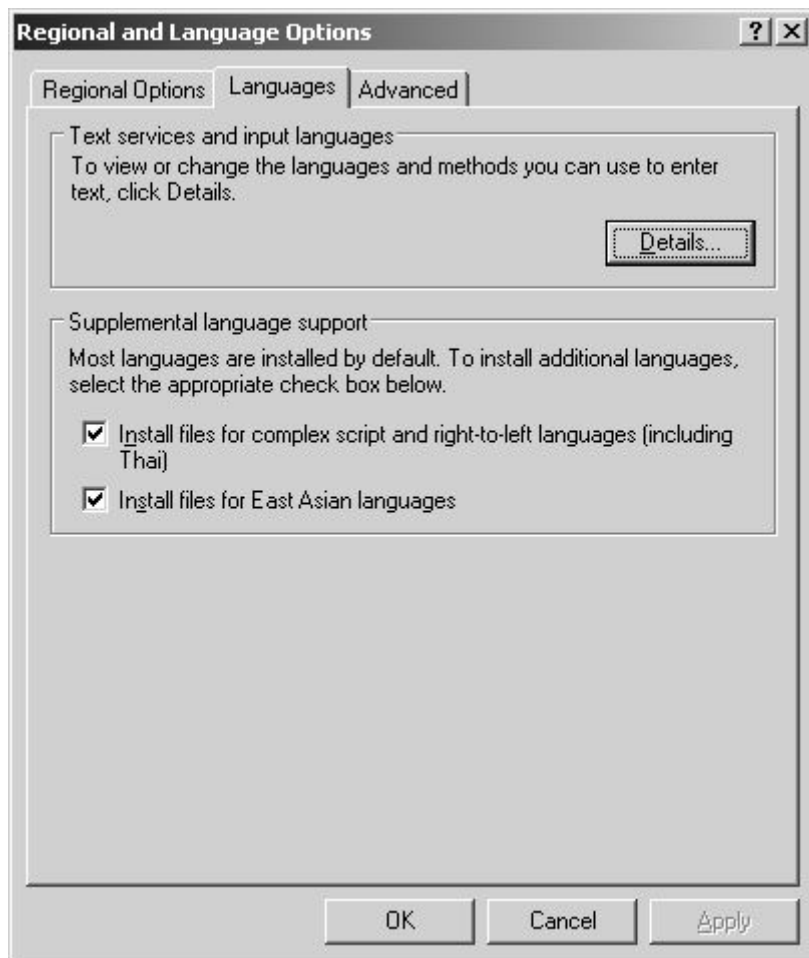 Regional and Language Options
Regional Options
Languages
Advanced
Text services and input languages
To view or change the languages and methods you can use to enter
text, click Details.
Details...
Supplemental language support
Most languages are installed by default. To install additional languages,
select the appropriate check box below.
Install files for complex script and right-to-left languages (including
Thai)
Install files for East Asian languages
OK
Cancel
Apply